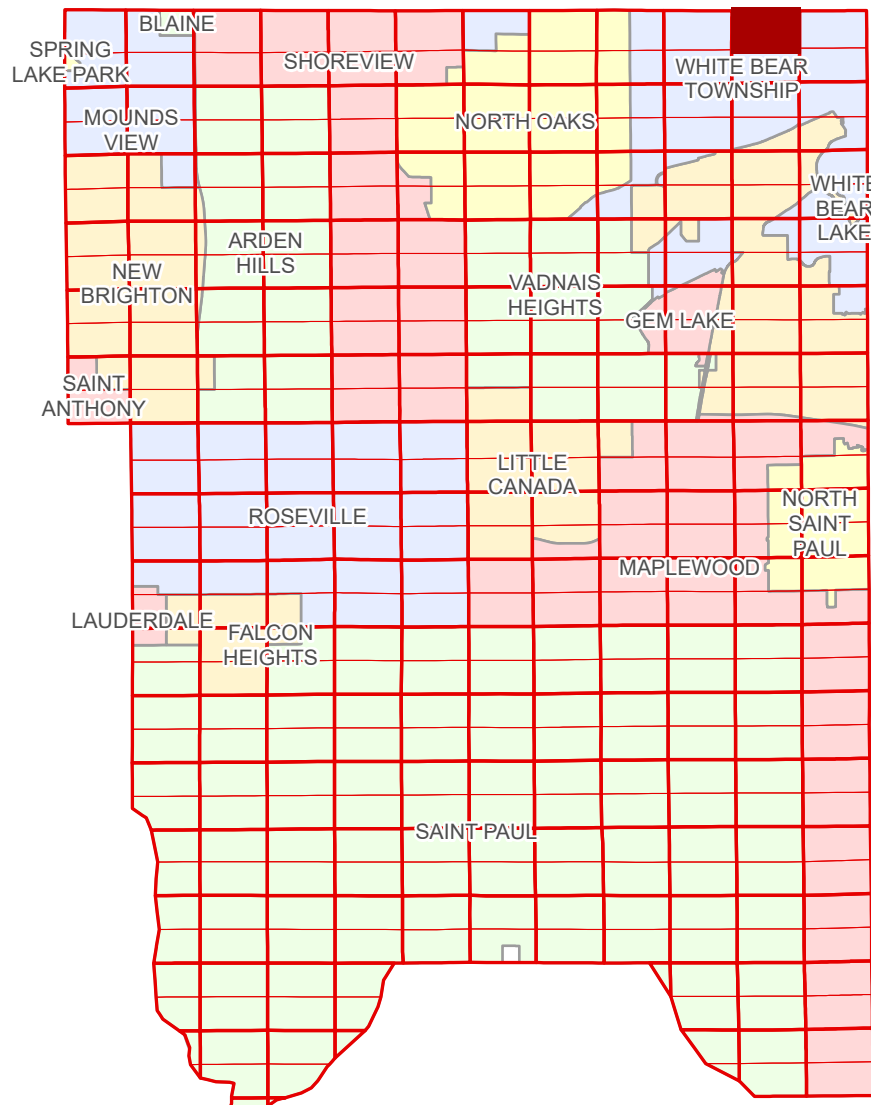 BLAINE
SPRING
LAKE PARK
SHOREVIEW
WHITE BEAR
TOWNSHIP
MOUNDS
VIEW
NORTH OAKS
WHITE
BEAR
LAKE
ARDEN
HILLS
NEW
BRIGHTON
VADNAIS
HEIGHTS
GEM LAKE
SAINT
ANTHONY
LITTLE
CANADA
NORTH
SAINT
PAUL
ROSEVILLE
MAPLEWOOD
LAUDERDALE
FALCON
HEIGHTS
SAINT PAUL